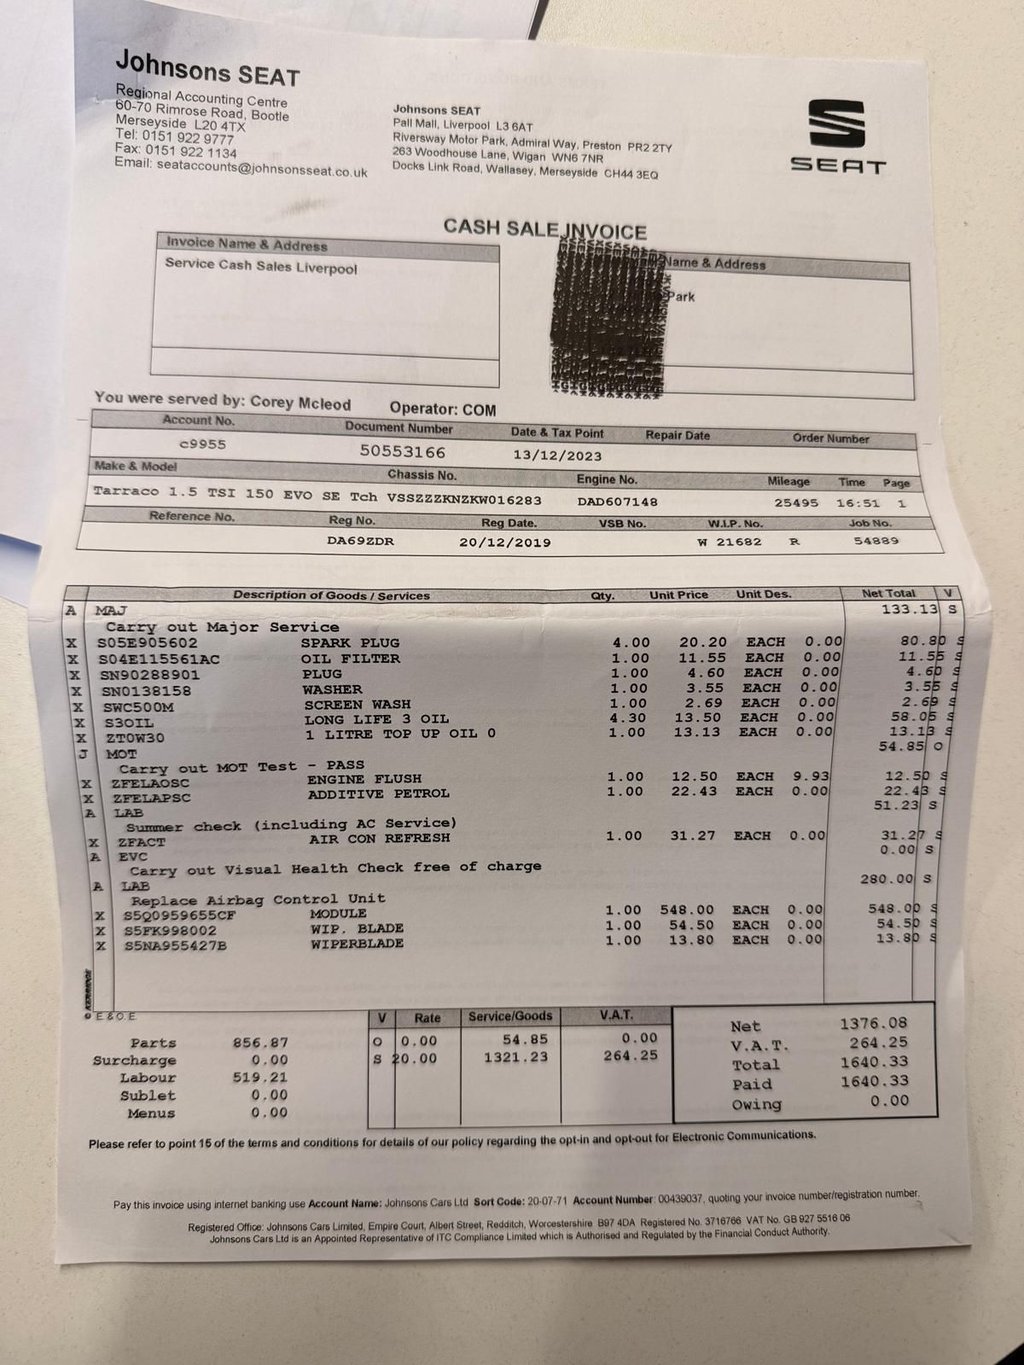 Johnsons SEAT
Regional Accounting Centre
60-70 Rimrose Road, Bootle
Merseyside L20 4TX
Tel: 0151 922 9777
Fax: 0151 922 1134
Email: seataccounts@johnsonsseat.co.uk
Johnsons SEAT
Pall Mall, Liverpool L3 6AT
Riversway Motor Park, Admiral Way, Preston PR2 2TY
263 Woodhouse Lane, Wigan WN6 7NR
Docks Link Road, Wallasey, Merseyside CH44 3EQ
SEAT
CASH SALE INVOICE
Invoice Name & Address
Service Cash Sales Liverpool
Name & Address
Park
You were served by: Corey Mcleod Operator: COM
Account No. Document Number Date & Tax Point Repair Date Order Number
c9955 50553166 13/12/2023
Make & Model Chassis No. Engine No. Mileage Time Page
Tarraco 1.5 TSI 150 EVO SE Tch VSSZZZKNZKW016283 DAD607148 25495 16:51 1
Reference No. Reg No. Reg Date. VSB No. W.I.P. No. Job No.
DA69ZDR 20/12/2019 W 21682 R 54889
Description of Goods / Services Qty. Unit Price Unit Des. Net Total V
A MAJ 133.13 S
Carry out Major Service
X S05E905602 SPARK PLUG 4.00 20.20 EACH 0.00 80.80 S
X S04E115561AC OIL FILTER 1.00 11.55 EACH 0.00 11.55 S
X SN90288901 PLUG 1.00 4.60 EACH 0.00 4.60 S
X SN0138158 WASHER 1.00 3.55 EACH 0.00 3.55 S
X SWC500M SCREEN WASH 1.00 2.69 EACH 0.00 2.69 S
X S3OIL LONG LIFE 3 OIL 4.30 13.50 EACH 0.00 58.05 S
X ZTOW30 1 LITRE TOP UP OIL 0 1.00 13.13 EACH 0.00 13.13 S
J MOT 54.85 O
Carry out MOT Test - PASS
X ZFELAOSC ENGINE FLUSH 1.00 12.50 EACH 9.93 12.50 S
X ZFELAPSC ADDITIVE PETROL 1.00 22.43 EACH 0.00 22.43 S
A LAB 51.23 S
Summer check (including AC Service)
X ZFACT AIR CON REFRESH 1.00 31.27 EACH 0.00 31.27 S
A EVC 0.00 S
Carry out Visual Health Check free of charge
A LAB 280.00 S
Replace Airbag Control Unit
X S5Q0959655CF MODULE 1.00 548.00 EACH 0.00 548.00 S
X S5FK998002 WIP. BLADE 1.00 54.50 EACH 0.00 54.50 S
X S5NA955427B WIPERBLADE 1.00 13.80 EACH 0.00 13.80 S
E & O E
Parts 856.87
Surcharge 0.00
Labour 519.21
Sublet 0.00
Menus 0.00
V Rate Service/Goods V.A.T.
O 0.00 54.85 0.00
S 20.00 1321.23 264.25
Net 1376.08
V.A.T. 264.25
Total 1640.33
Paid 1640.33
Owing 0.00
Please refer to point 15 of the terms and conditions for details of our policy regarding the opt-in and opt-out for Electronic Communications.
Pay this invoice using internet banking use Account Name: Johnsons Cars Ltd Sort Code: 20-07-71 Account Number: 00439037, quoting your invoice number/registration number.
Registered Office: Johnsons Cars Limited, Empire Court, Albert Street, Redditch, Worcestershire B97 4DA Registered No. 3716766 VAT No. GB 927 5516 06
Johnsons Cars Ltd is an Appointed Representative of ITC Compliance Limited which is Authorised and Regulated by the Financial Conduct Authority.